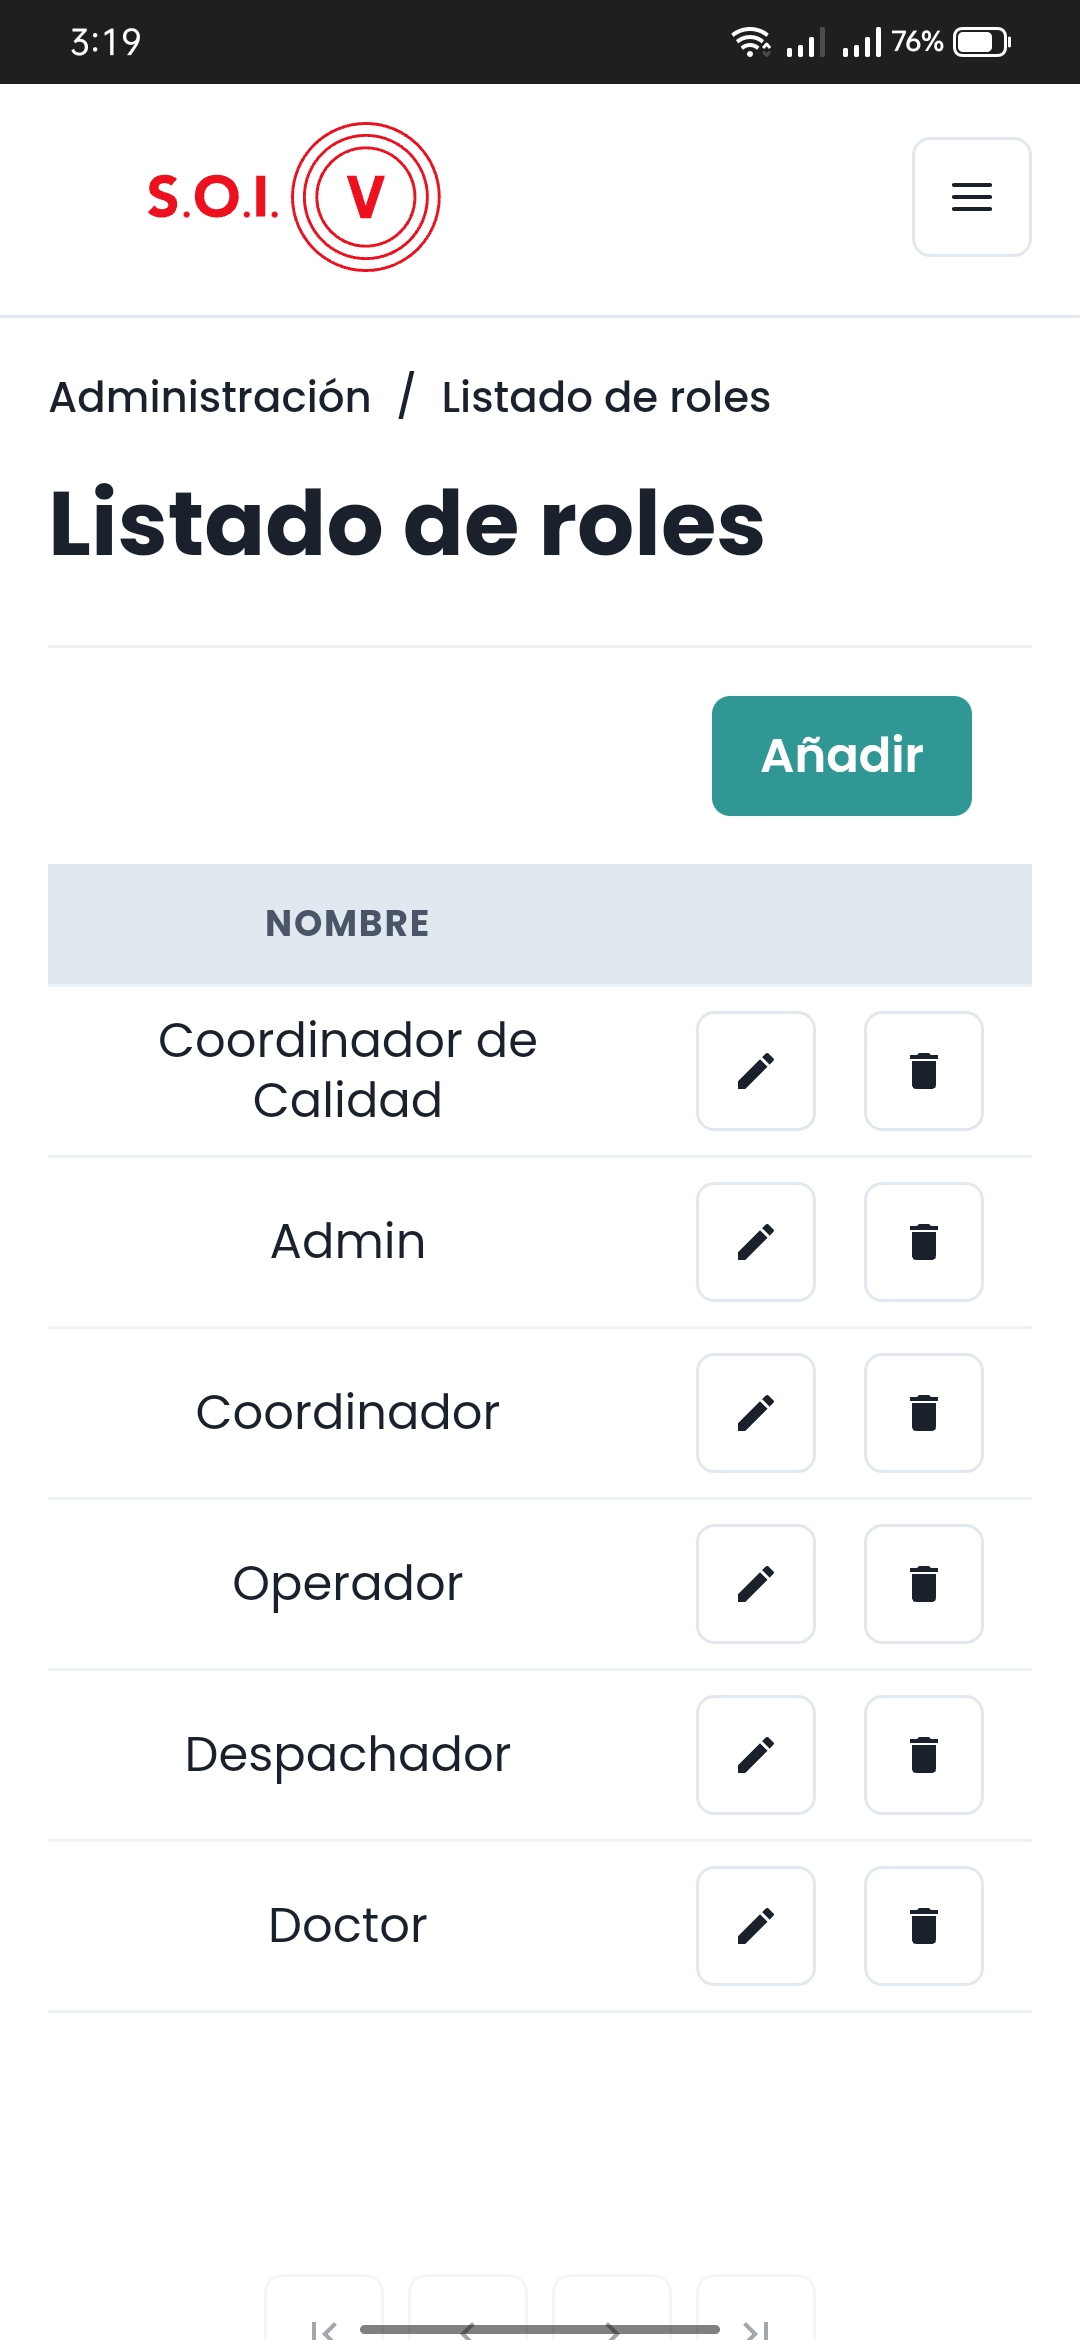 3:19
76%
S.O.I. V
Administración / Listado de roles
Listado de roles
Añadir
NOMBRE
Coordinador de
Calidad
Admin
Coordinador
Operador
Despachador
Doctor